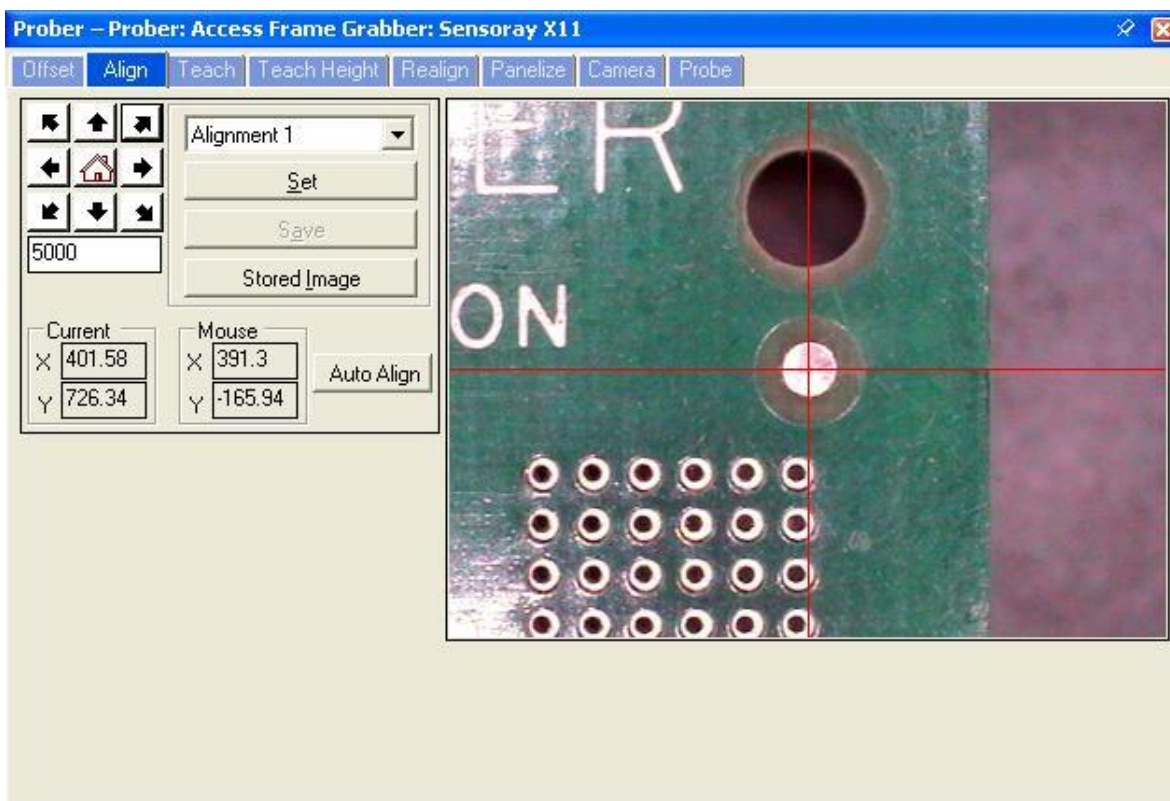 Prober – Prober: Access Frame Grabber: Sensoray X11
Offset Align Teach Teach Height Realign Panelize Camera Probe
Alignment 1
Set
Save
Stored Image
5000
Current
X 401.58
Y 726.34
Mouse
X 391.3
Y -165.94
Auto Align
ER
ON